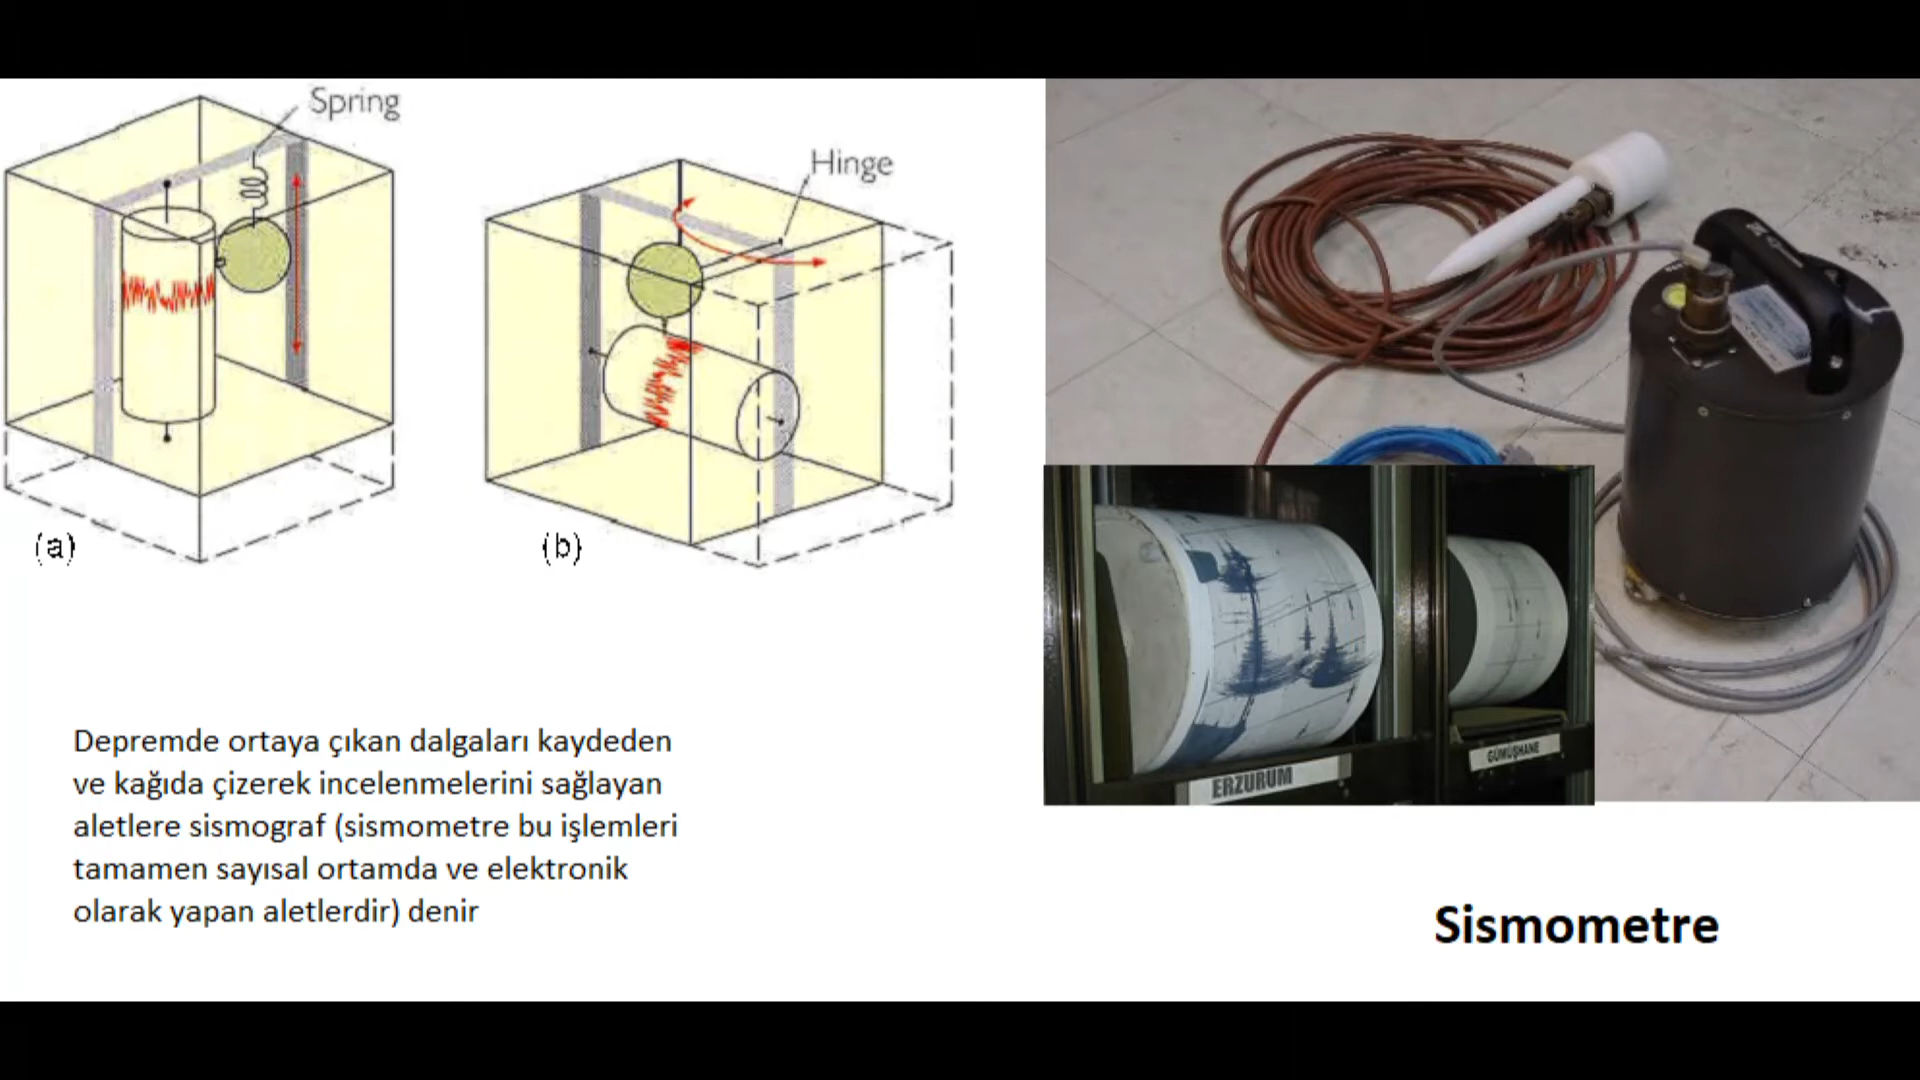 Spring
Hinge
(a)
(b)
ERZURUM
GÜMÜŞHANE
Depremde ortaya çıkan dalgaları kaydeden
ve kağıda çizerek incelenmelerini sağlayan
aletlere sismograf (sismometre bu işlemleri
tamamen sayısal ortamda ve elektronik
olarak yapan aletlerdir) denir
Sismometre